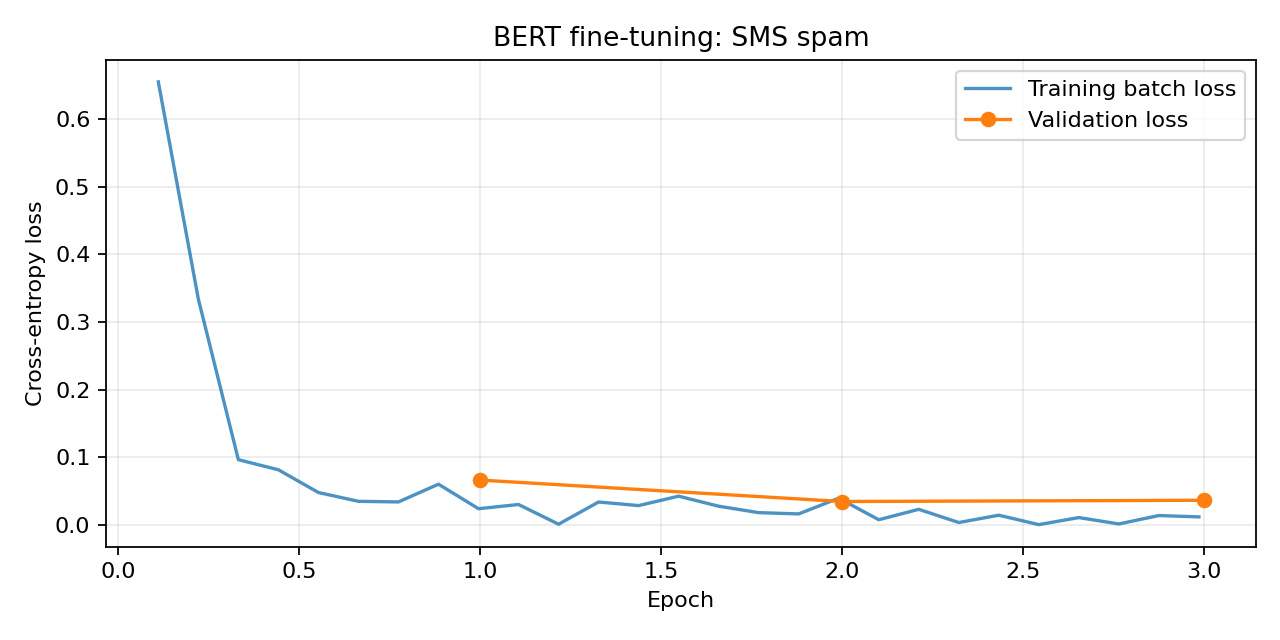 BERT fine-tuning: SMS spam
Training batch loss
Validation loss
Cross-entropy loss
0.6
0.5
0.4
0.3
0.2
0.1
0.0
0.0 0.5 1.0 1.5 2.0 2.5 3.0
Epoch